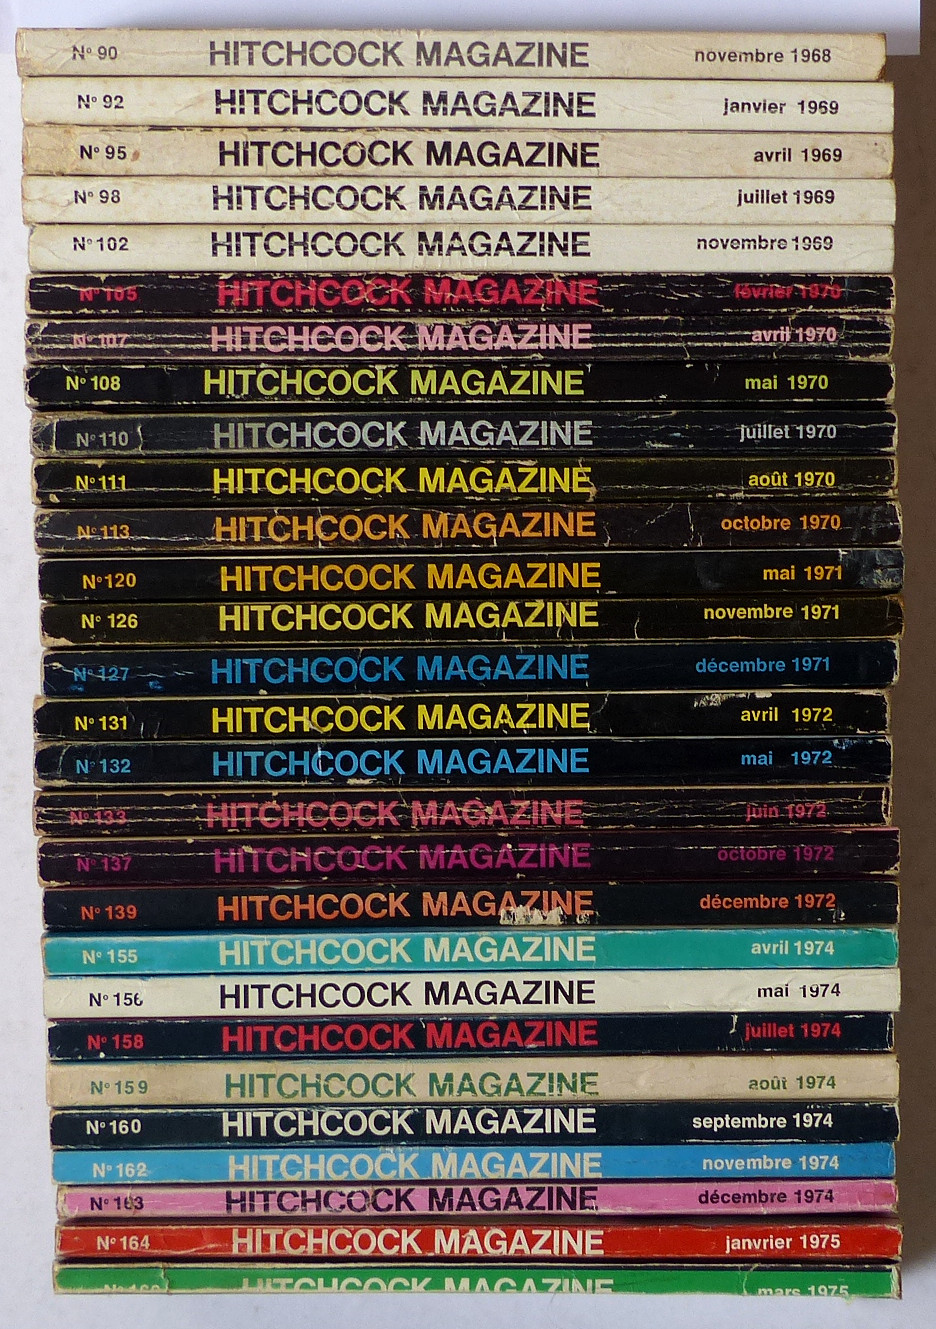 N° 90 HITCHCOCK MAGAZINE novembre 1968
N° 92 HITCHCOCK MAGAZINE janvier 1969
N° 95 HITCHCOCK MAGAZINE avril 1969
N° 98 HITCHCOCK MAGAZINE juillet 1969
N° 102 HITCHCOCK MAGAZINE novembre 1969
N° 105 HITCHCOCK MAGAZINE février 1970
N° 107 HITCHCOCK MAGAZINE avril 1970
N° 108 HITCHCOCK MAGAZINE mai 1970
N° 110 HITCHCOCK MAGAZINE juillet 1970
N° 111 HITCHCOCK MAGAZINE août 1970
N° 113 HITCHCOCK MAGAZINE octobre 1970
N° 120 HITCHCOCK MAGAZINE mai 1971
N° 126 HITCHCOCK MAGAZINE novembre 1971
N° 127 HITCHCOCK MAGAZINE décembre 1971
N° 131 HITCHCOCK MAGAZINE avril 1972
N° 132 HITCHCOCK MAGAZINE mai 1972
N° 133 HITCHCOCK MAGAZINE juin 1972
N° 137 HITCHCOCK MAGAZINE octobre 1972
N° 139 HITCHCOCK MAGAZINE décembre 1972
N° 155 HITCHCOCK MAGAZINE avril 1974
N° 156 HITCHCOCK MAGAZINE mai 1974
N° 158 HITCHCOCK MAGAZINE juillet 1974
N° 159 HITCHCOCK MAGAZINE août 1974
N° 160 HITCHCOCK MAGAZINE septembre 1974
N° 162 HITCHCOCK MAGAZINE novembre 1974
N° 163 HITCHCOCK MAGAZINE décembre 1974
N° 164 HITCHCOCK MAGAZINE janvrier 1975
N° HITCHCOCK MAGAZINE mars 1975